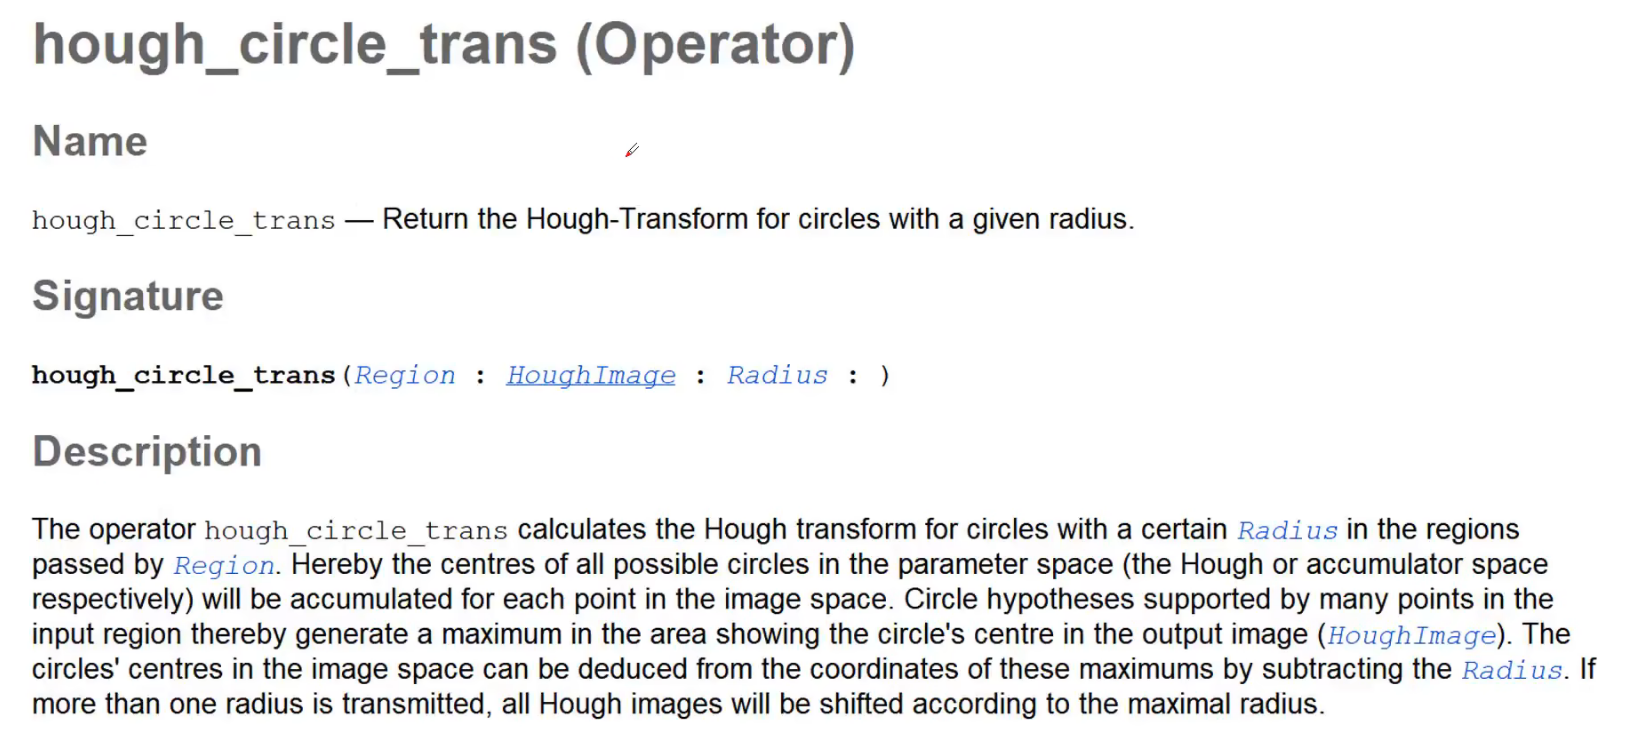 hough_circle_trans (Operator)
Name
hough_circle_trans — Return the Hough-Transform for circles with a given radius.
Signature
hough_circle_trans(Region : HoughImage : Radius : )
Description
The operator hough_circle_trans calculates the Hough transform for circles with a certain Radius in the regions
passed by Region. Hereby the centres of all possible circles in the parameter space (the Hough or accumulator space
respectively) will be accumulated for each point in the image space. Circle hypotheses supported by many points in the
input region thereby generate a maximum in the area showing the circle's centre in the output image (HoughImage). The
circles' centres in the image space can be deduced from the coordinates of these maximums by subtracting the Radius. If
more than one radius is transmitted, all Hough images will be shifted according to the maximal radius.